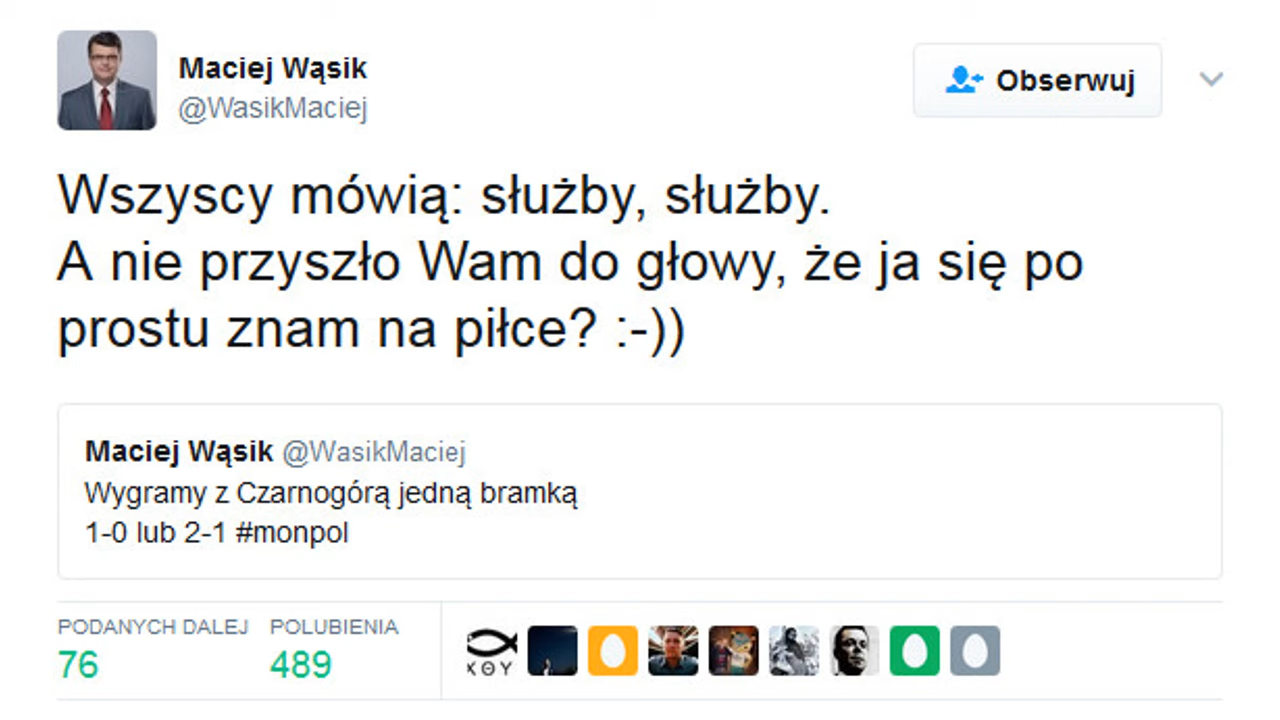 Maciej Wąsik
@WasikMaciej
Obserwuj
Wszyscy mówią: służby, służby.
A nie przyszło Wam do głowy, że ja się po
prostu znam na piłce? :-))
Maciej Wąsik @WasikMaciej
Wygramy z Czarnogórą jedną bramką
1-0 lub 2-1 #monpol
PODANYCH DALEJ POLUBIENIA
76 489
ΚΘΥ